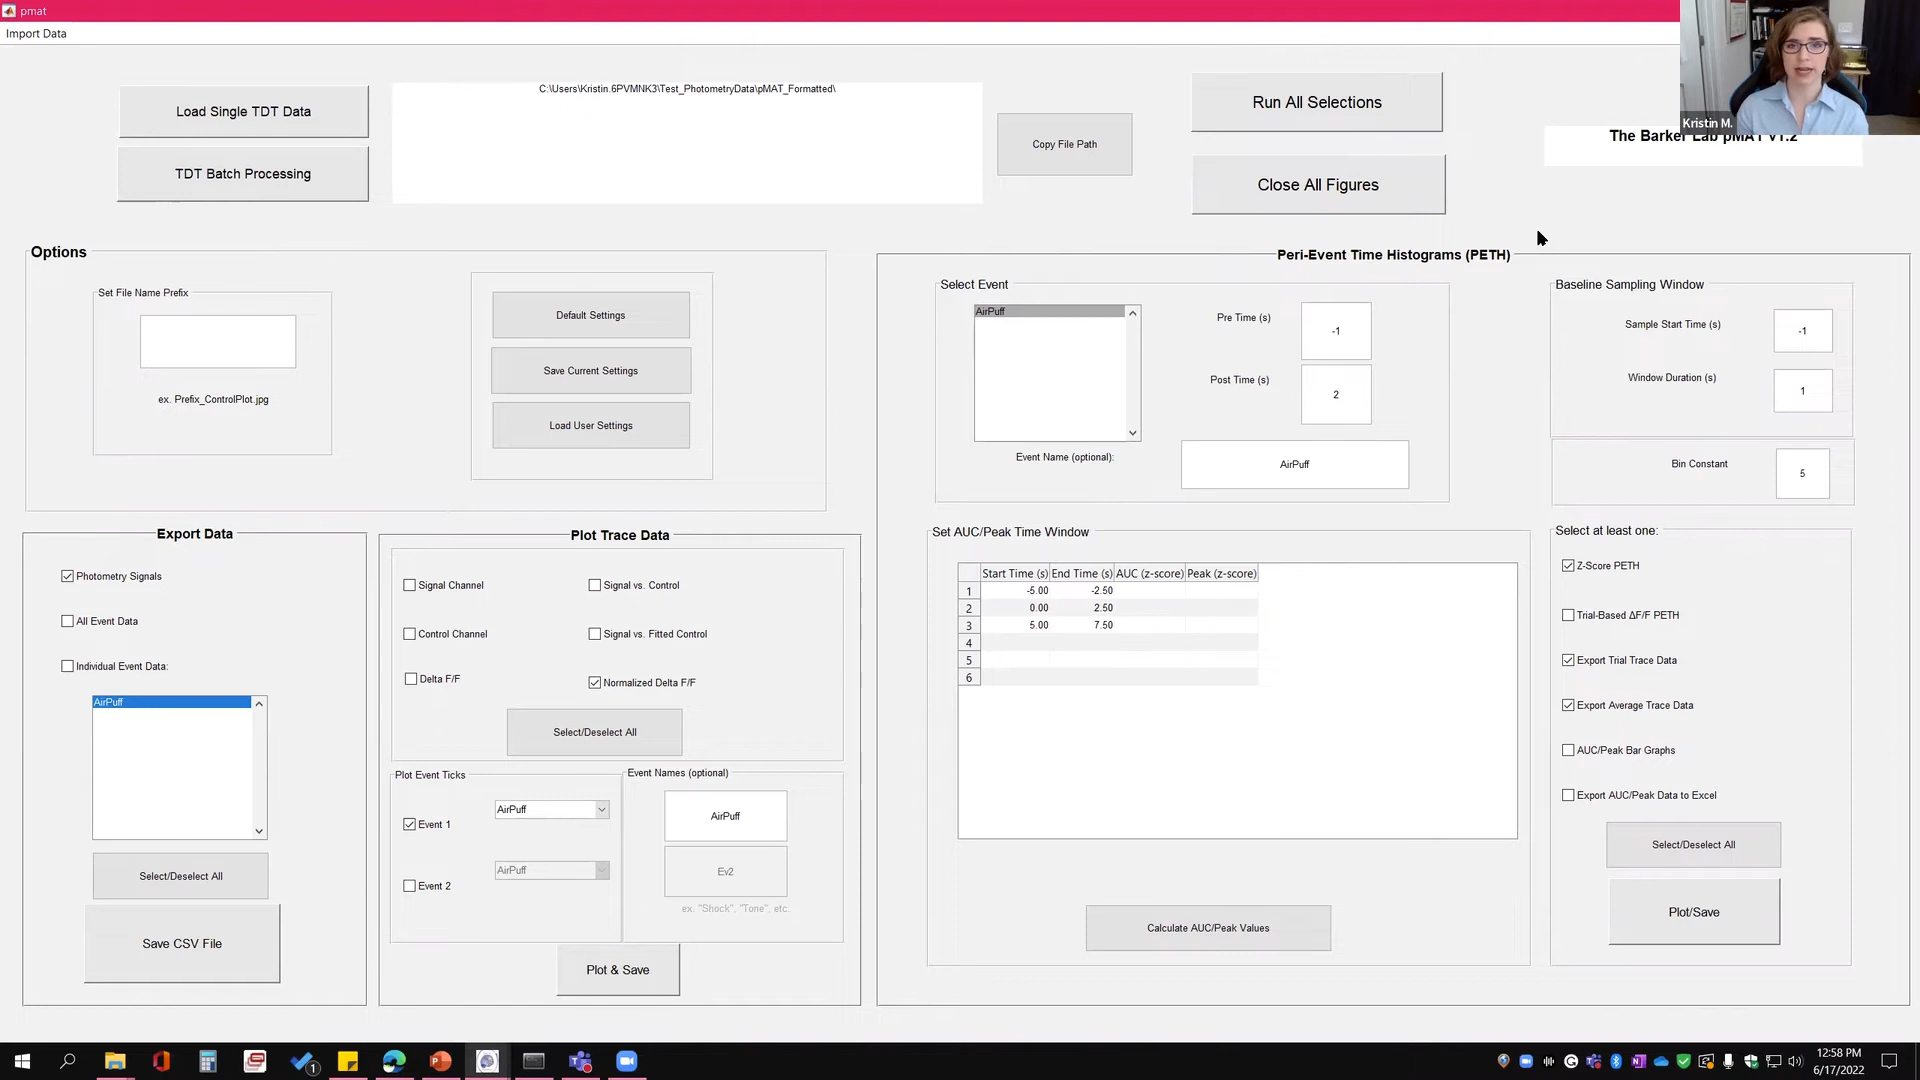 pmat
Import Data
Load Single TDT Data
TDT Batch Processing
C:\Users\Kristin.6PVMNK3\Test_PhotometryData\pMAT_Formatted\
Copy File Path
Run All Selections
Close All Figures
Kristin M.
The Barker Lab pMAT v1.2
Options
Set File Name Prefix
ex. Prefix_ControlPlot.jpg
Default Settings
Save Current Settings
Load User Settings
Peri-Event Time Histograms (PETH)
Select Event
AirPuff
Pre Time (s)
-1
Post Time (s)
2
Event Name (optional):
AirPuff
Baseline Sampling Window
Sample Start Time (s)
-1
Window Duration (s)
1
Bin Constant
5
Export Data
Photometry Signals
All Event Data
Individual Event Data:
AirPuff
Select/Deselect All
Save CSV File
Plot Trace Data
Signal Channel
Signal vs. Control
Control Channel
Signal vs. Fitted Control
Delta F/F
Normalized Delta F/F
Select/Deselect All
Plot Event Ticks
Event 1
AirPuff
Event 2
AirPuff
Event Names (optional)
AirPuff
Ev2
ex. "Shock", "Tone", etc.
Plot & Save
Set AUC/Peak Time Window
Start Time (s) End Time (s) AUC (z-score) Peak (z-score)
1 -5.00 -2.50
2 0.00 2.50
3 5.00 7.50
4
5
6
Calculate AUC/Peak Values
Select at least one:
Z-Score PETH
Trial-Based ΔF/F PETH
Export Trial Trace Data
Export Average Trace Data
AUC/Peak Bar Graphs
Export AUC/Peak Data to Excel
Select/Deselect All
Plot/Save
1
12:58 PM
6/17/2022